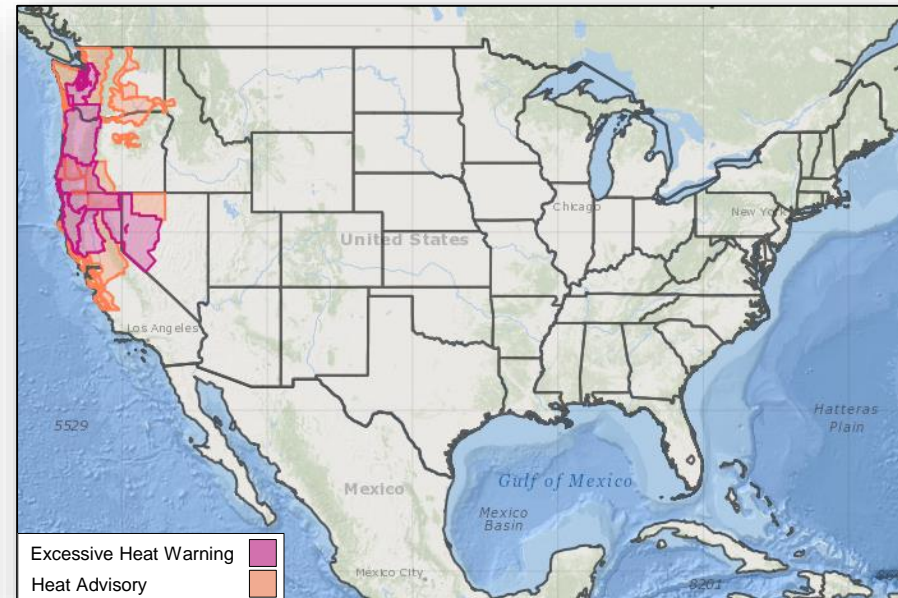 Chicago
New York
United States
Los Angeles
5529
Hatteras
Plain
Gulf of Mexico
Mexico
Mexico
Basin
Excessive Heat Warning
Heat Advisory
Mexico City
8201